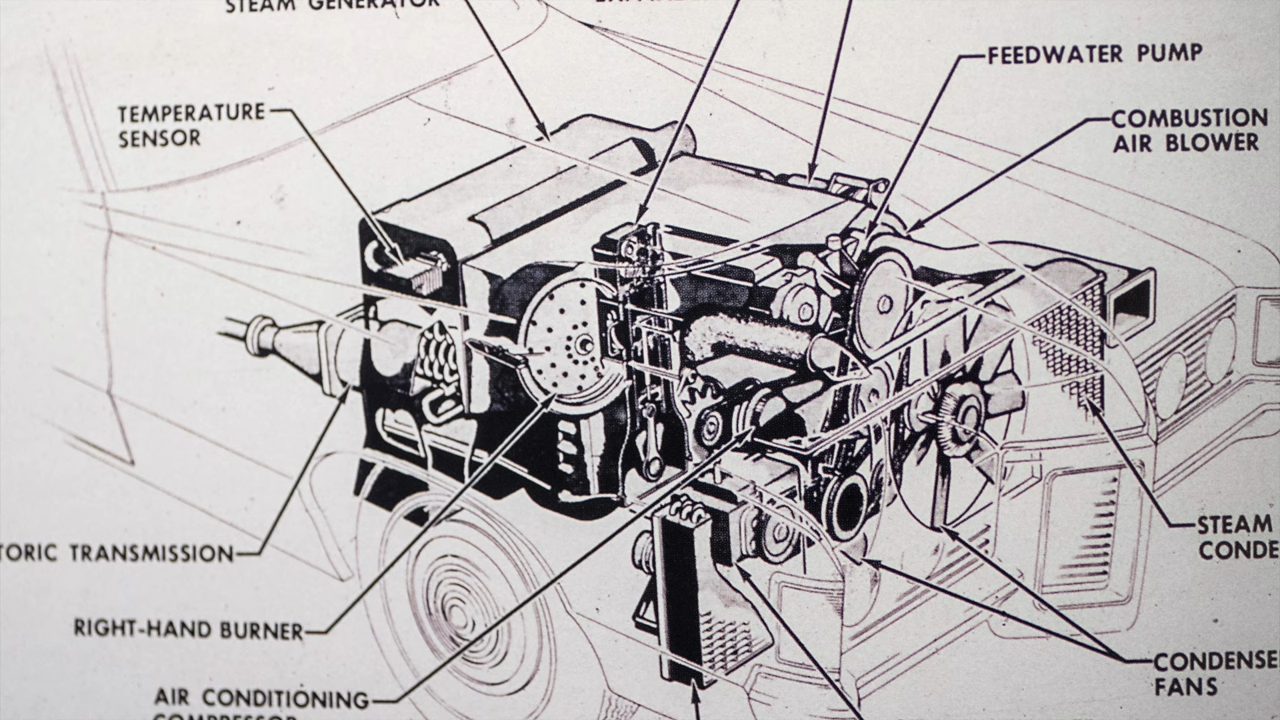 STEAM GENERATOR
FEEDWATER PUMP
TEMPERATURE
SENSOR
COMBUSTION
AIR BLOWER
STEAM
CONDE
TORIC TRANSMISSION
RIGHT-HAND BURNER
CONDENSE
FANS
AIR CONDITIONING
COMPRESSOR